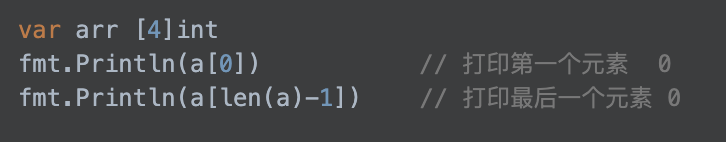 var arr [4]int
fmt.Println(a[0])                // 打印第一个元素  0
fmt.Println(a[len(a)-1])    // 打印最后一个元素 0